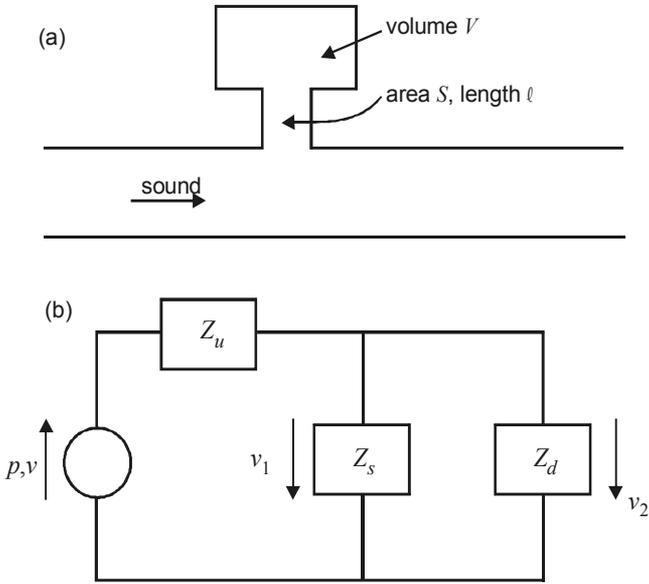 (a)
volume V
area S, length ℓ
sound
(b)
Z_u
p,v
v_1
Z_s
Z_d
v_2